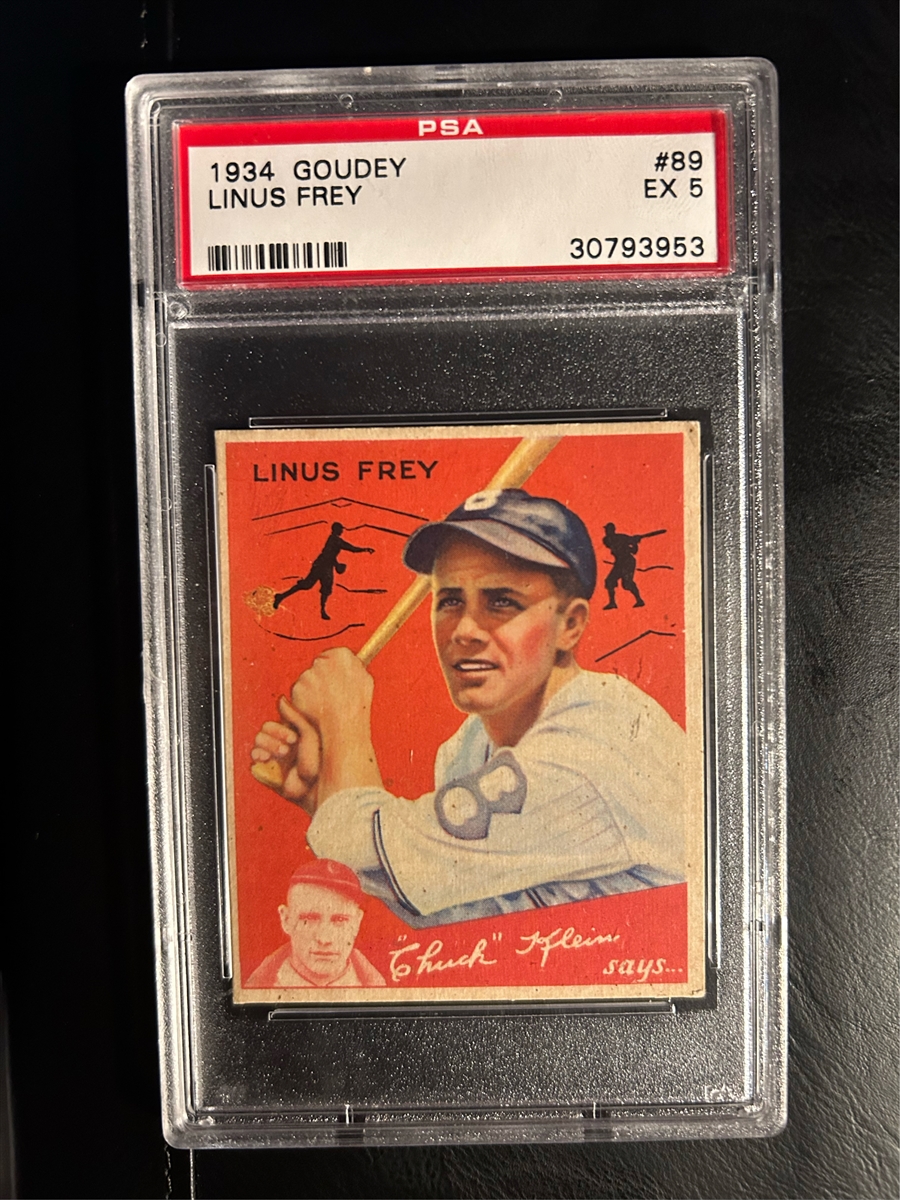 PSA
1934 GOUDEY #89
LINUS FREY EX 5
30793953
LINUS FREY
B
B
C
"Chuck" Klein
says...